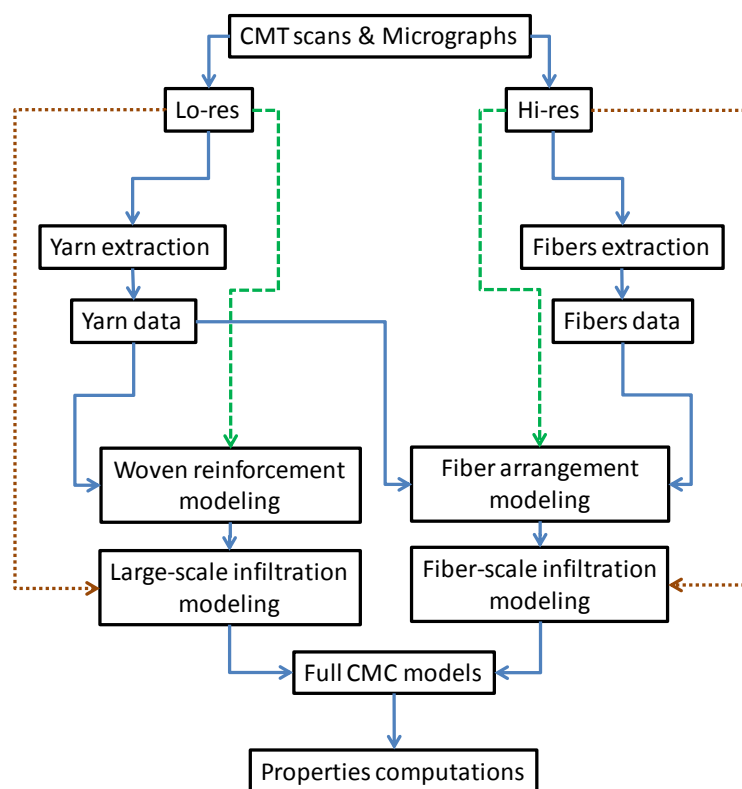 CMT scans & Micrographs
Lo-res
Hi-res
Yarn extraction
Fibers extraction
Yarn data
Fibers data
Woven reinforcement
modeling
Fiber arrangement
modeling
Large-scale infiltration
modeling
Fiber-scale infiltration
modeling
Full CMC models
Properties computations